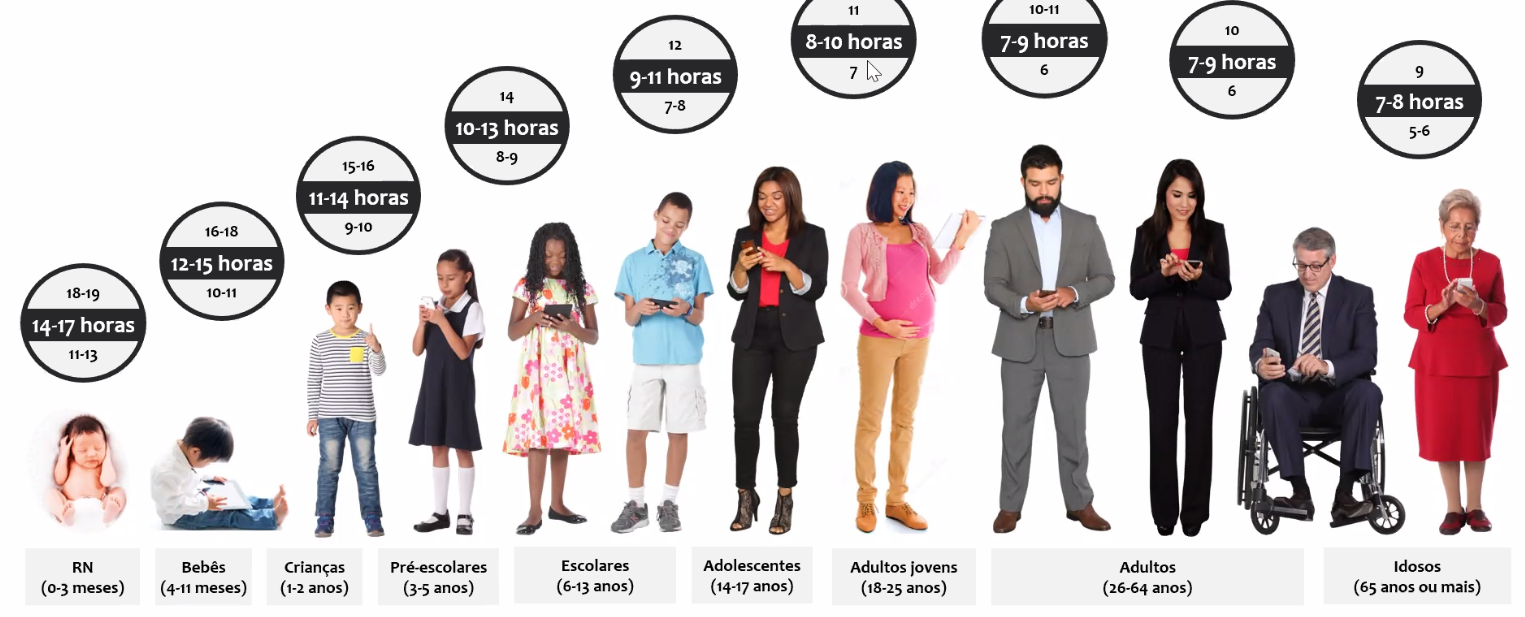 18-19
14-17 horas
11-13
16-18
12-15 horas
10-11
15-16
11-14 horas
9-10
14
10-13 horas
8-9
12
9-11 horas
7-8
11
8-10 horas
7
10-11
7-9 horas
6
10
7-9 horas
6
9
7-8 horas
5-6
RN
(0-3 meses)
Bebês
(4-11 meses)
Crianças
(1-2 anos)
Pré-escolares
(3-5 anos)
Escolares
(6-13 anos)
Adolescentes
(14-17 anos)
Adultos jovens
(18-25 anos)
Adultos
(26-64 anos)
Idosos
(65 anos ou mais)